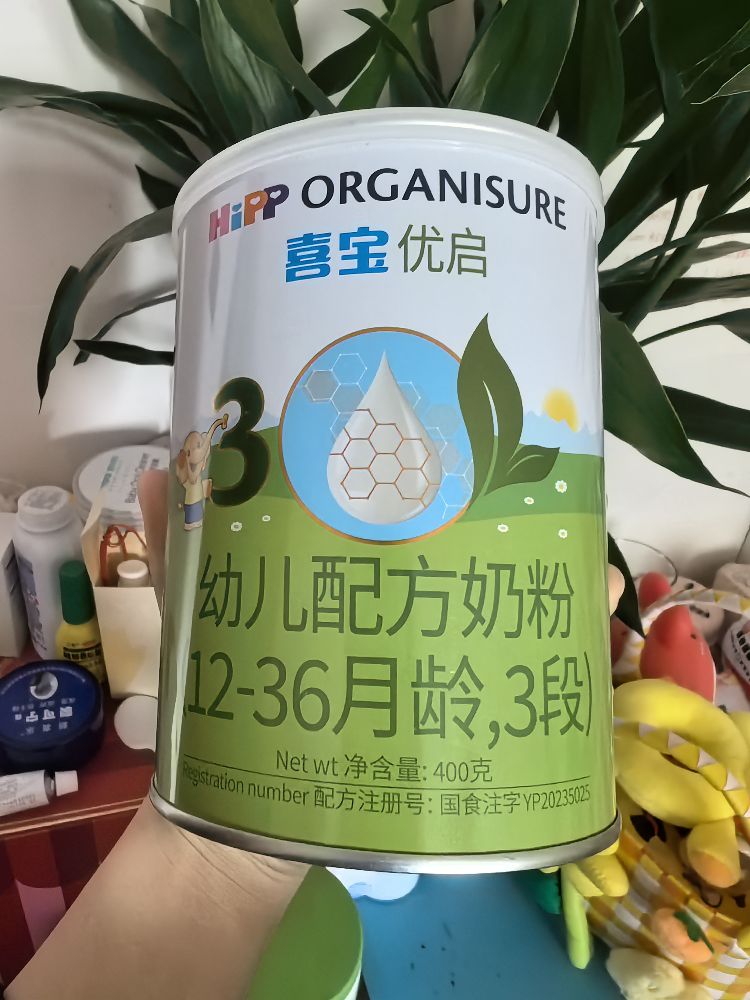 HiPP ORGANISURE
喜宝优启
3
幼儿配方奶粉
(12-36月龄,3段)
Net wt 净含量: 400克
Registration number 配方注册号: 国食注字YP20235025